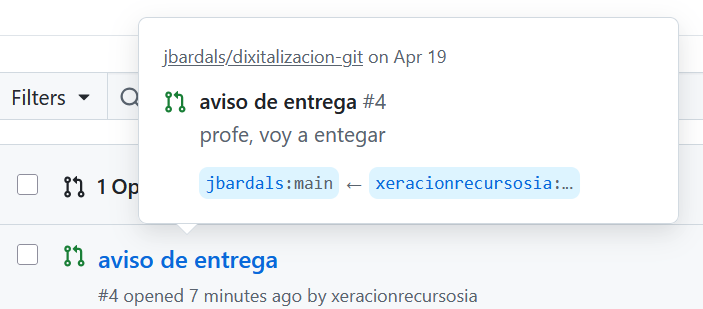 jbardals/dixitalizacion-git on Apr 19
Filters
aviso de entrega #4
profe, voy a entegar
jbardals:main ← xeracionrecursosia:…
1 Op
aviso de entrega
#4 opened 7 minutes ago by xeracionrecursosia